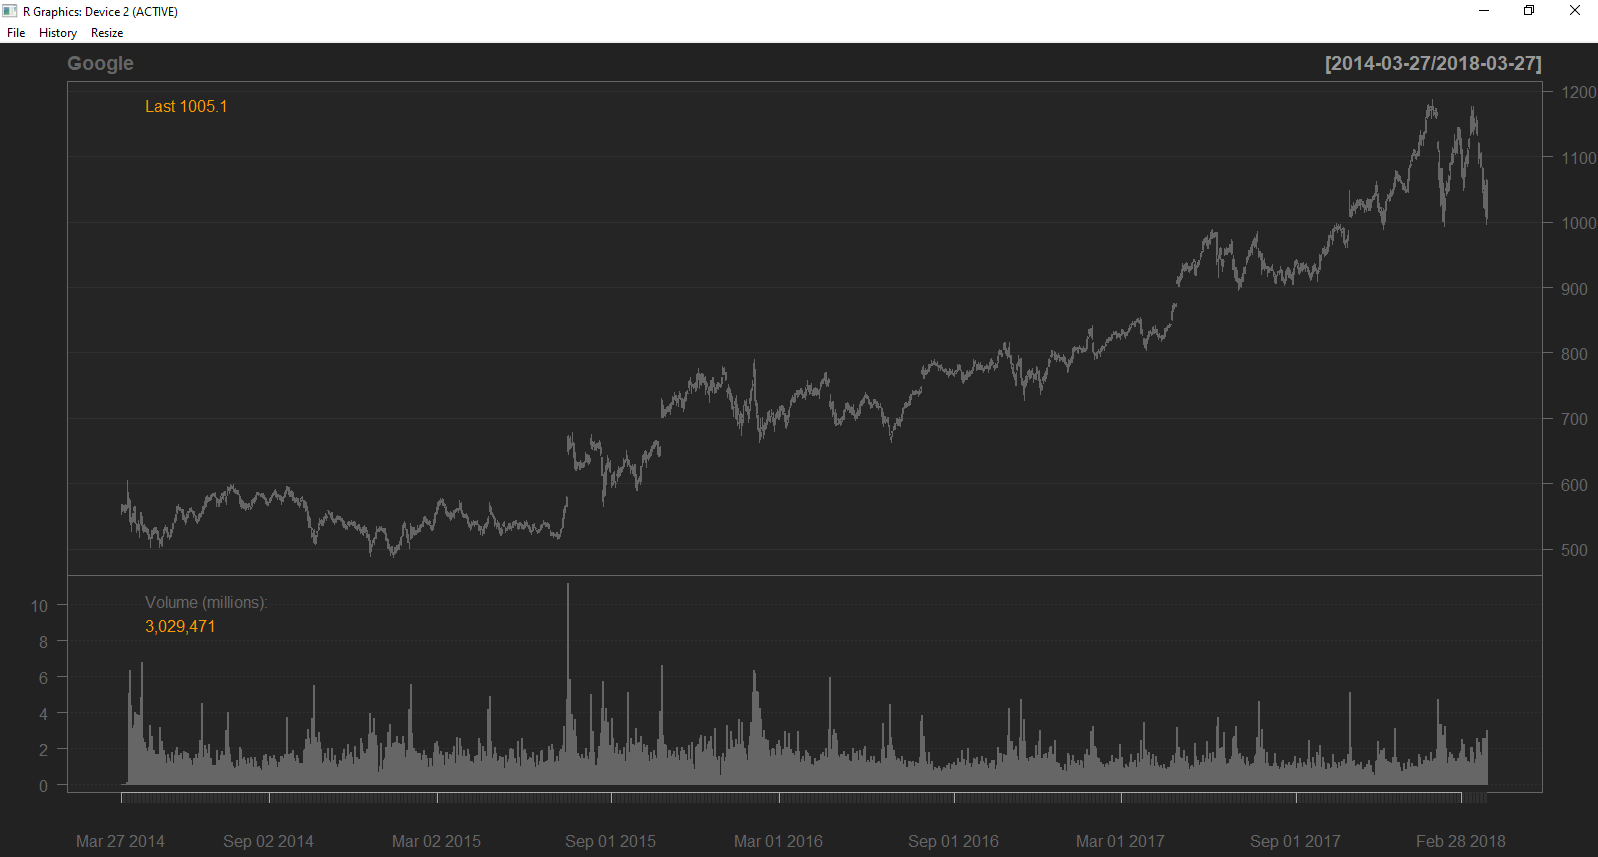 R Graphics: Device 2 (ACTIVE)
File History Resize
Google [2014-03-27/2018-03-27]
Last 1005.1
1200
1100
1000
900
800
700
600
500
Volume (millions):
3,029,471
10
8
6
4
2
0
Mar 27 2014 Sep 02 2014 Mar 02 2015 Sep 01 2015 Mar 01 2016 Sep 01 2016 Mar 01 2017 Sep 01 2017 Feb 28 2018